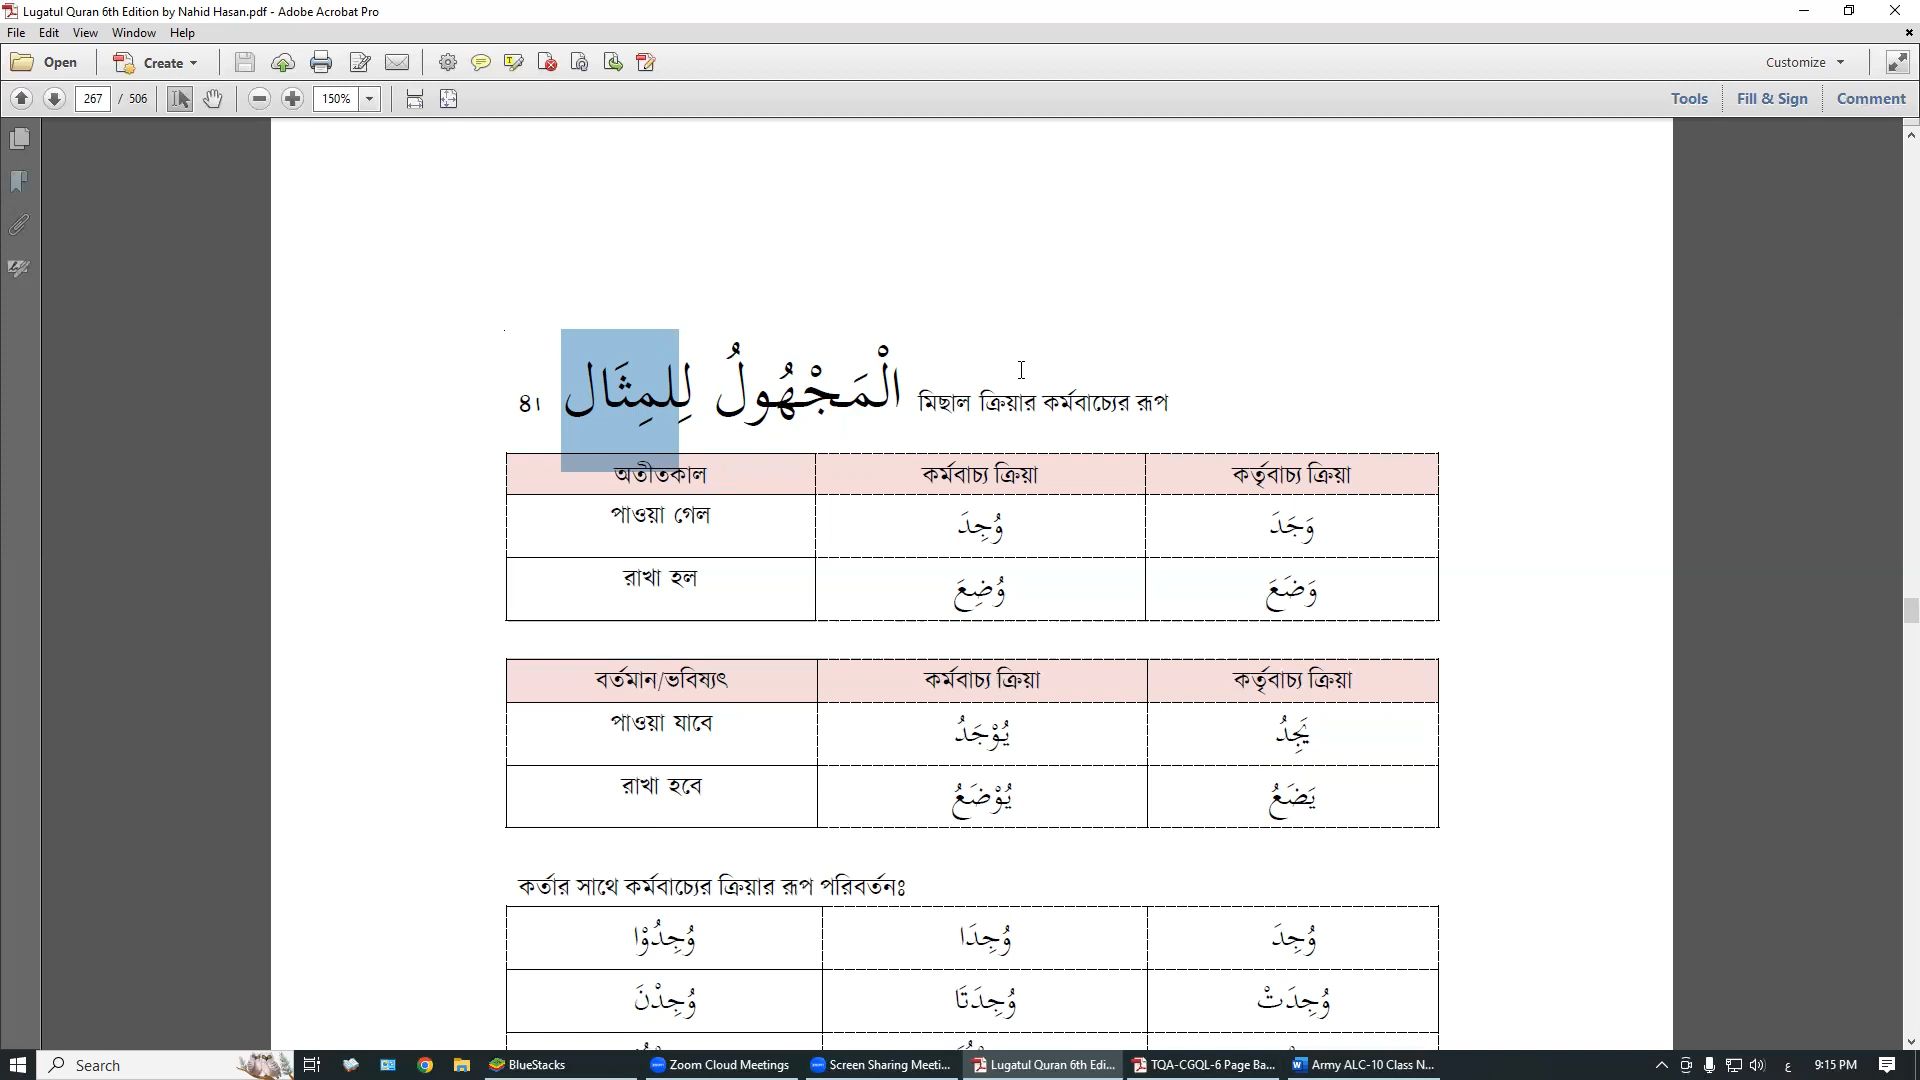 Lugatul Quran 6th Edition by Nahid Hasan.pdf - Adobe Acrobat Pro
File Edit View Window Help
Open Create Customize
267 / 506 150% Tools Fill & Sign Comment
৪। الْمَجْهُولُ لِلمِثَال মিছাল ক্রিয়ার কর্মবাচ্যের রূপ
অতীতকাল কর্মবাচ্য ক্রিয়া কর্তৃবাচ্য ক্রিয়া
পাওয়া গেল وُجِدَ وَجَدَ
রাখা হল وُضِعَ وَضَعَ
বর্তমান/ভবিষ্যৎ কর্মবাচ্য ক্রিয়া কর্তৃবাচ্য ক্রিয়া
পাওয়া যাবে يُوْجَدُ يَجِدُ
রাখা হবে يُوْضَعُ يَضَعُ
কর্তার সাথে কর্মবাচ্যের ক্রিয়ার রূপ পরিবর্তনঃ
وُجِدُوْا وُجِدَا وُجِدَ
وُجِدْنَ وُجِدَتَا وُجِدَتْ
Search BlueStacks Zoom Cloud Meetings Screen Sharing Meeti... Lugatul Quran 6th Edi... TQA-CGQL-6 Page Ba... Army ALC-10 Class N... ع 9:15 PM